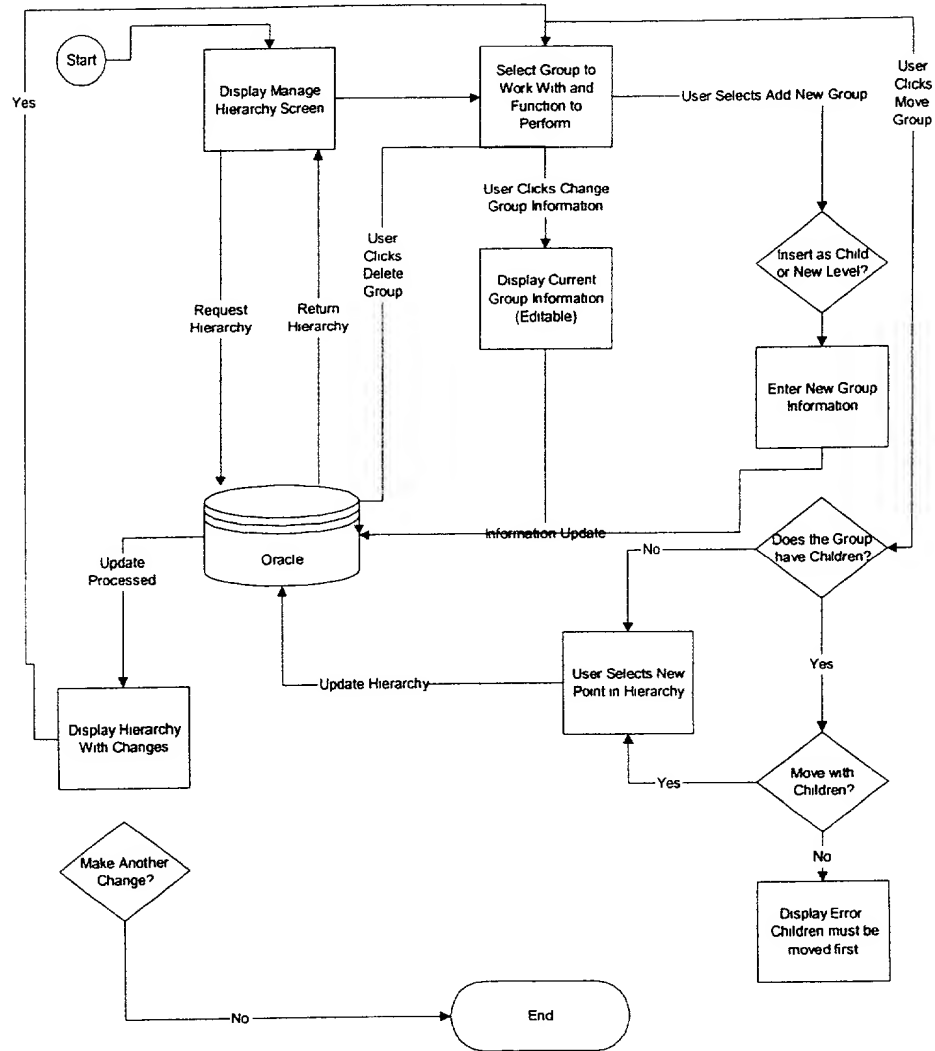 Start
Yes
Display Manage
Hierarchy Screen
Select Group to
Work With and
Function to
Perform
User Selects Add New Group
User
Clicks
Move
Group
User Clicks Change
Group Information
User
Clicks
Delete
Group
Insert as Child
or New Level?
Display Current
Group Information
(Editable)
Request
Hierarchy
Return
Hierarchy
Enter New Group
Information
Oracle
Information Update
Does the Group
have Children?
No
Update
Processed
Yes
User Selects New
Point in Hierarchy
Update Hierarchy
Display Hierarchy
With Changes
Move with
Children?
Yes
No
Make Another
Change?
Display Error
Children must be
moved first
No
End